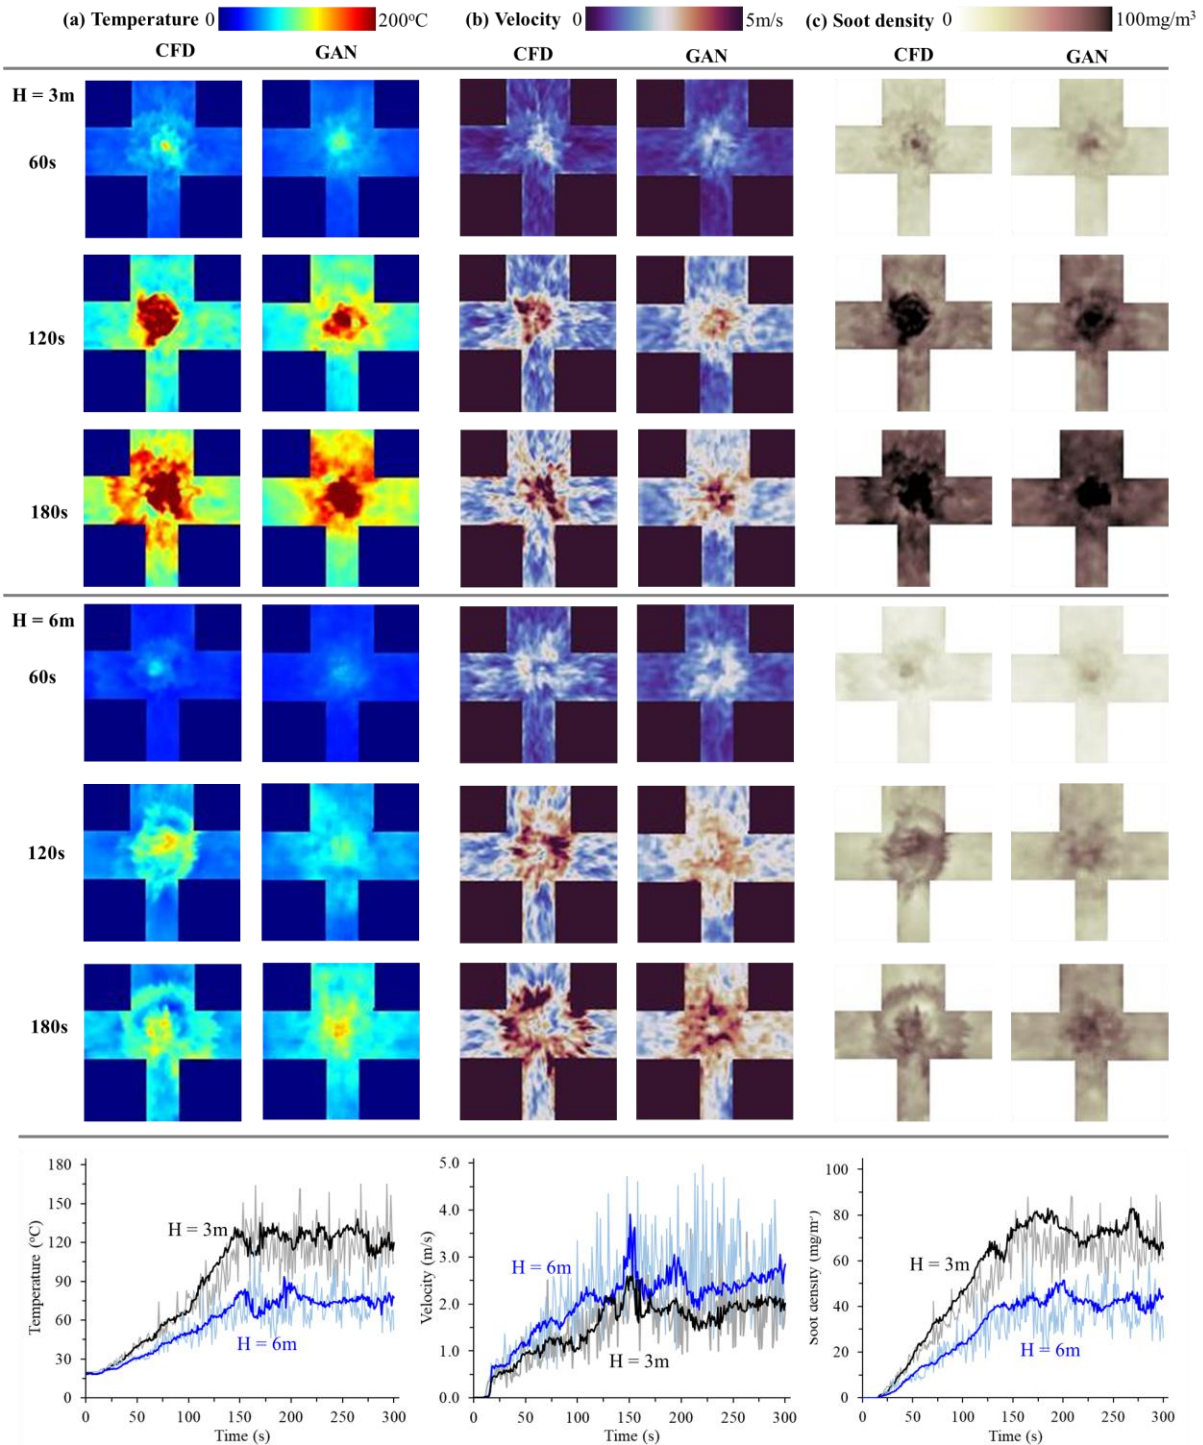 (a) Temperature 0 200°C (b) Velocity 0 5m/s (c) Soot density 0 100mg/m³
CFD GAN CFD GAN CFD GAN
H = 3m
60s
120s
180s
H = 6m
60s
120s
180s
Temperature (°C)
180
150
120
90
60
30
0
H = 3m
H = 6m
0 50 100 150 200 250 300
Time (s)
Velocity (m/s)
5.0
4.0
3.0
2.0
1.0
0.0
H = 6m
H = 3m
0 50 100 150 200 250 300
Time (s)
Soot density (mg/m³)
100
80
60
40
20
0
H = 3m
H = 6m
0 50 100 150 200 250 300
Time (s)